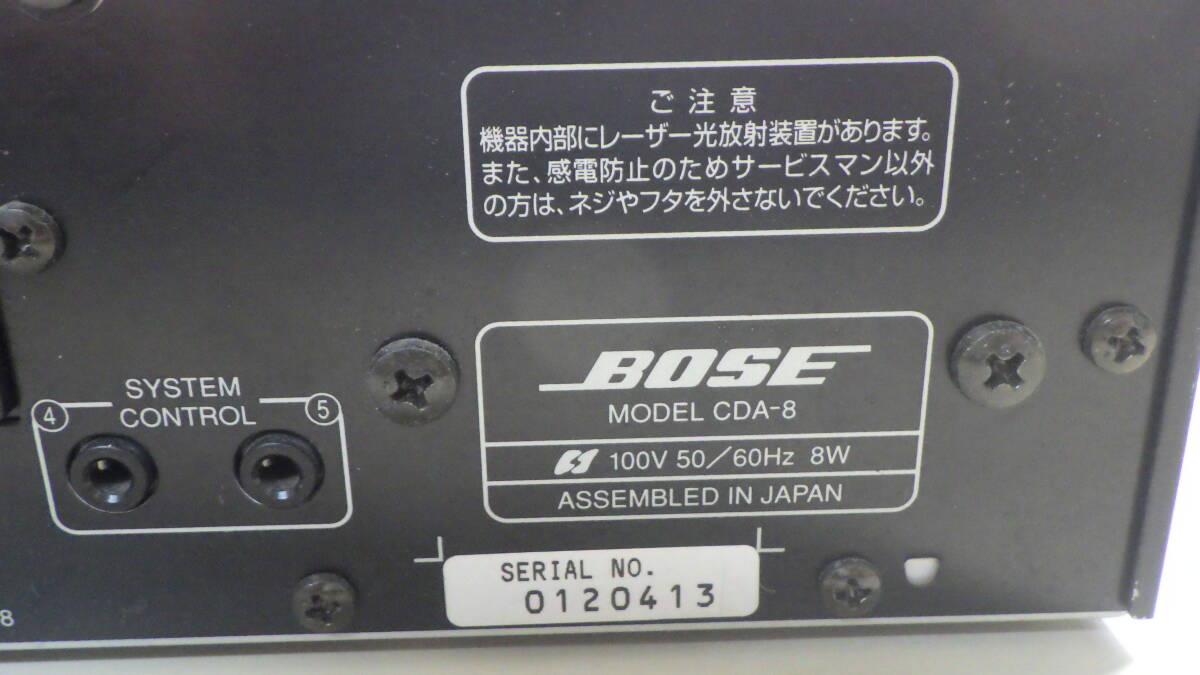 ご注意
機器内部にレーザー光放射装置があります。
また、感電防止のためサービスマン以外
の方は、ネジやフタを外さないでください。
BOSE
MODEL CDA-8
100V 50/60Hz 8W
ASSEMBLED IN JAPAN
SYSTEM
CONTROL
④ ⑤
SERIAL NO.
0120413
8